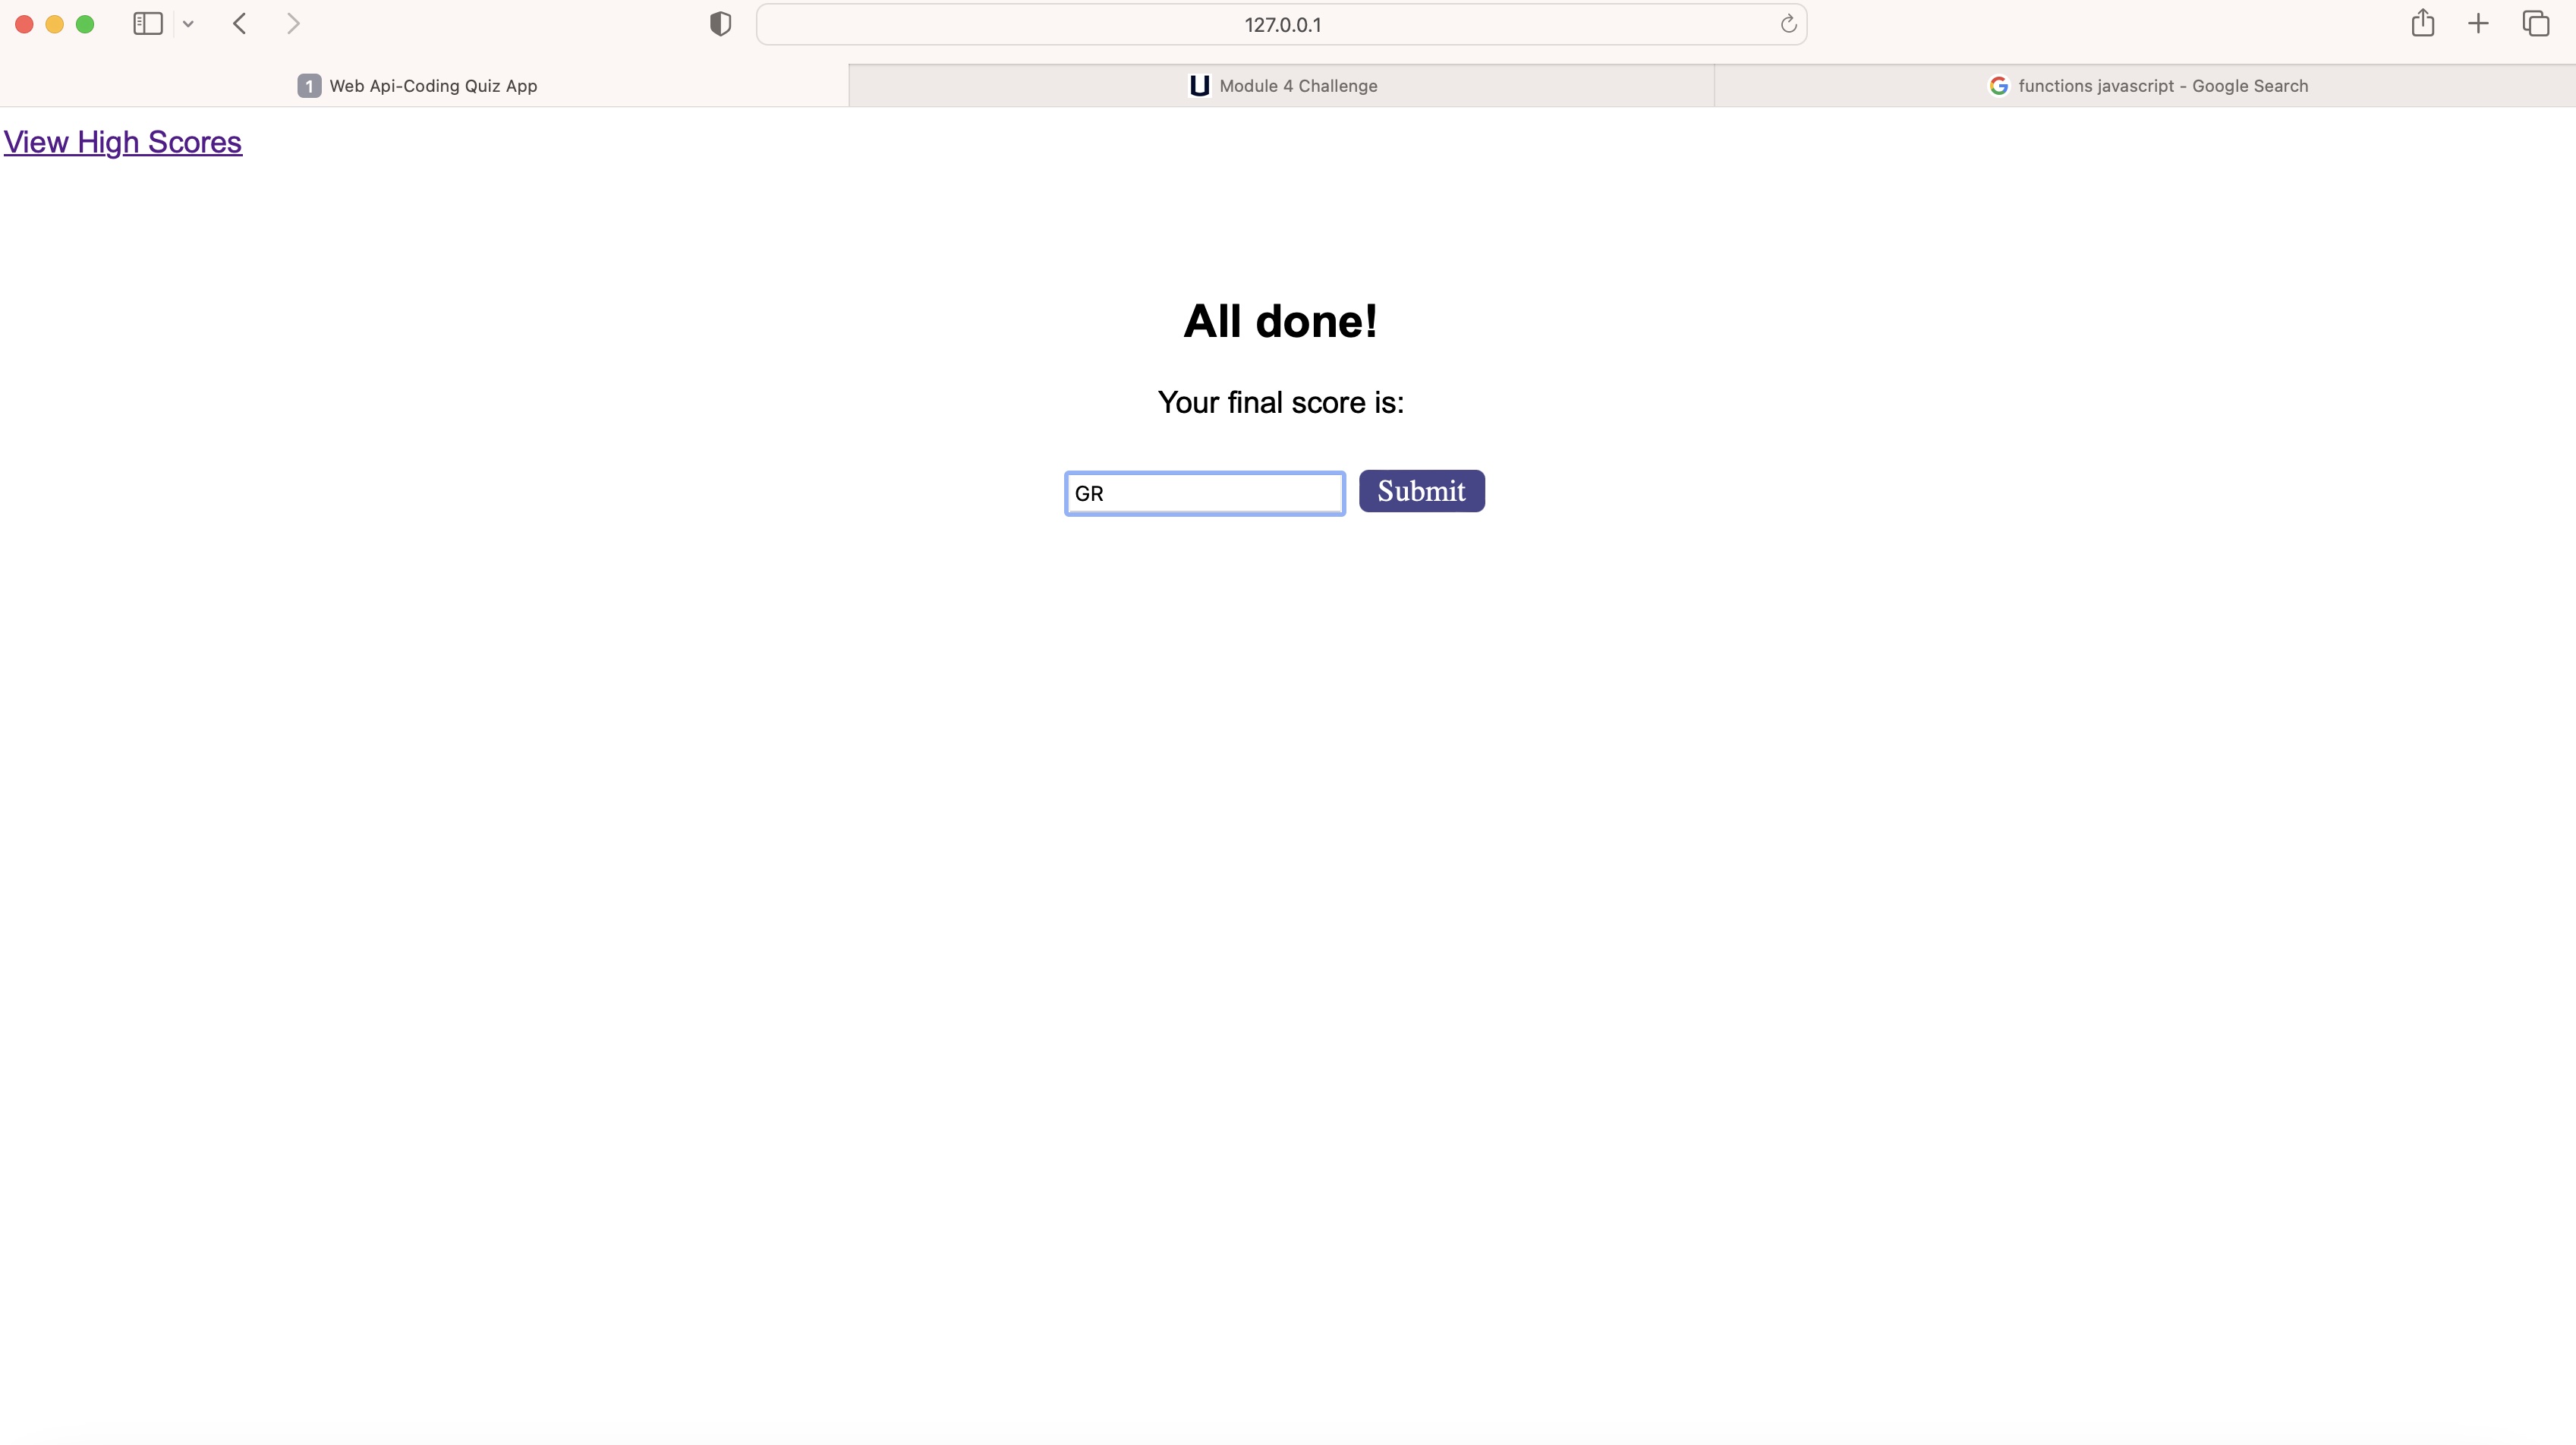 127.0.0.1
1 Web Api-Coding Quiz App
U Module 4 Challenge
G functions javascript - Google Search
View High Scores
All done!
Your final score is:
GR
Submit